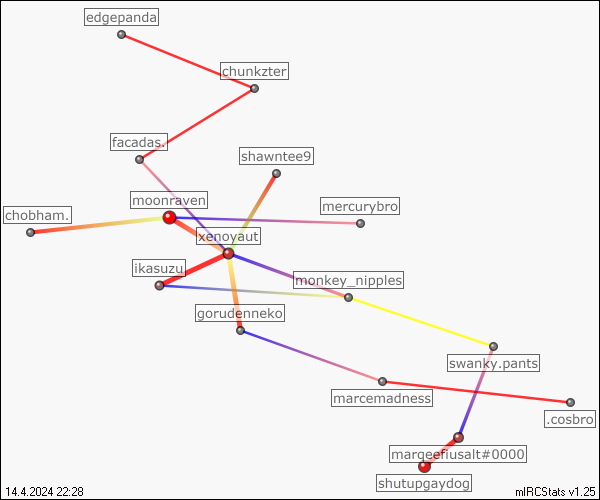 edgepanda
chunkzter
facadas.
shawntee9
moonraven
mercurybro
chobham.
xenoyaut
ikasuzu
monkey_nipples
gorudenneko
swanky.pants
marcemadness
.cosbro
marqeefiusalt#0000
shutupgaydog
14.4.2024 22:28
mIRCStats v1.25